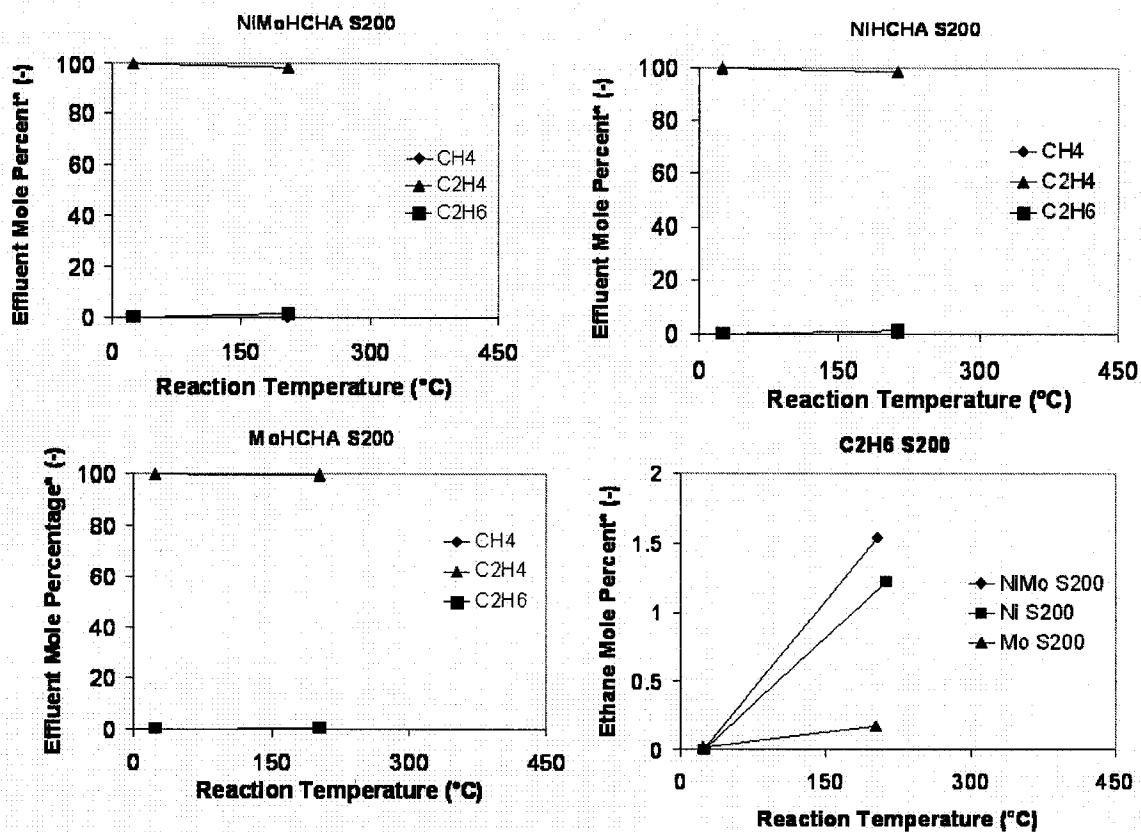 NiMoHCHA S200
Effluent Mole Percent* (-)
100
80
60
40
20
0
CH4
C2H4
C2H6
0 150 300 450
Reaction Temperature (°C)
NiHCHA S200
Effluent Mole Percent* (-)
100
80
60
40
20
0
CH4
C2H4
C2H6
0 150 300 450
Reaction Temperature (°C)
MoHCHA S200
Effluent Mole Percentage* (-)
100
80
60
40
20
0
CH4
C2H4
C2H6
0 150 300 450
Reaction Temperature (°C)
C2H6 S200
Ethane Mole Percent* (-)
2
1.5
1
0.5
0
NiMo S200
Ni S200
Mo S200
0 150 300 450
Reaction Temperature (°C)